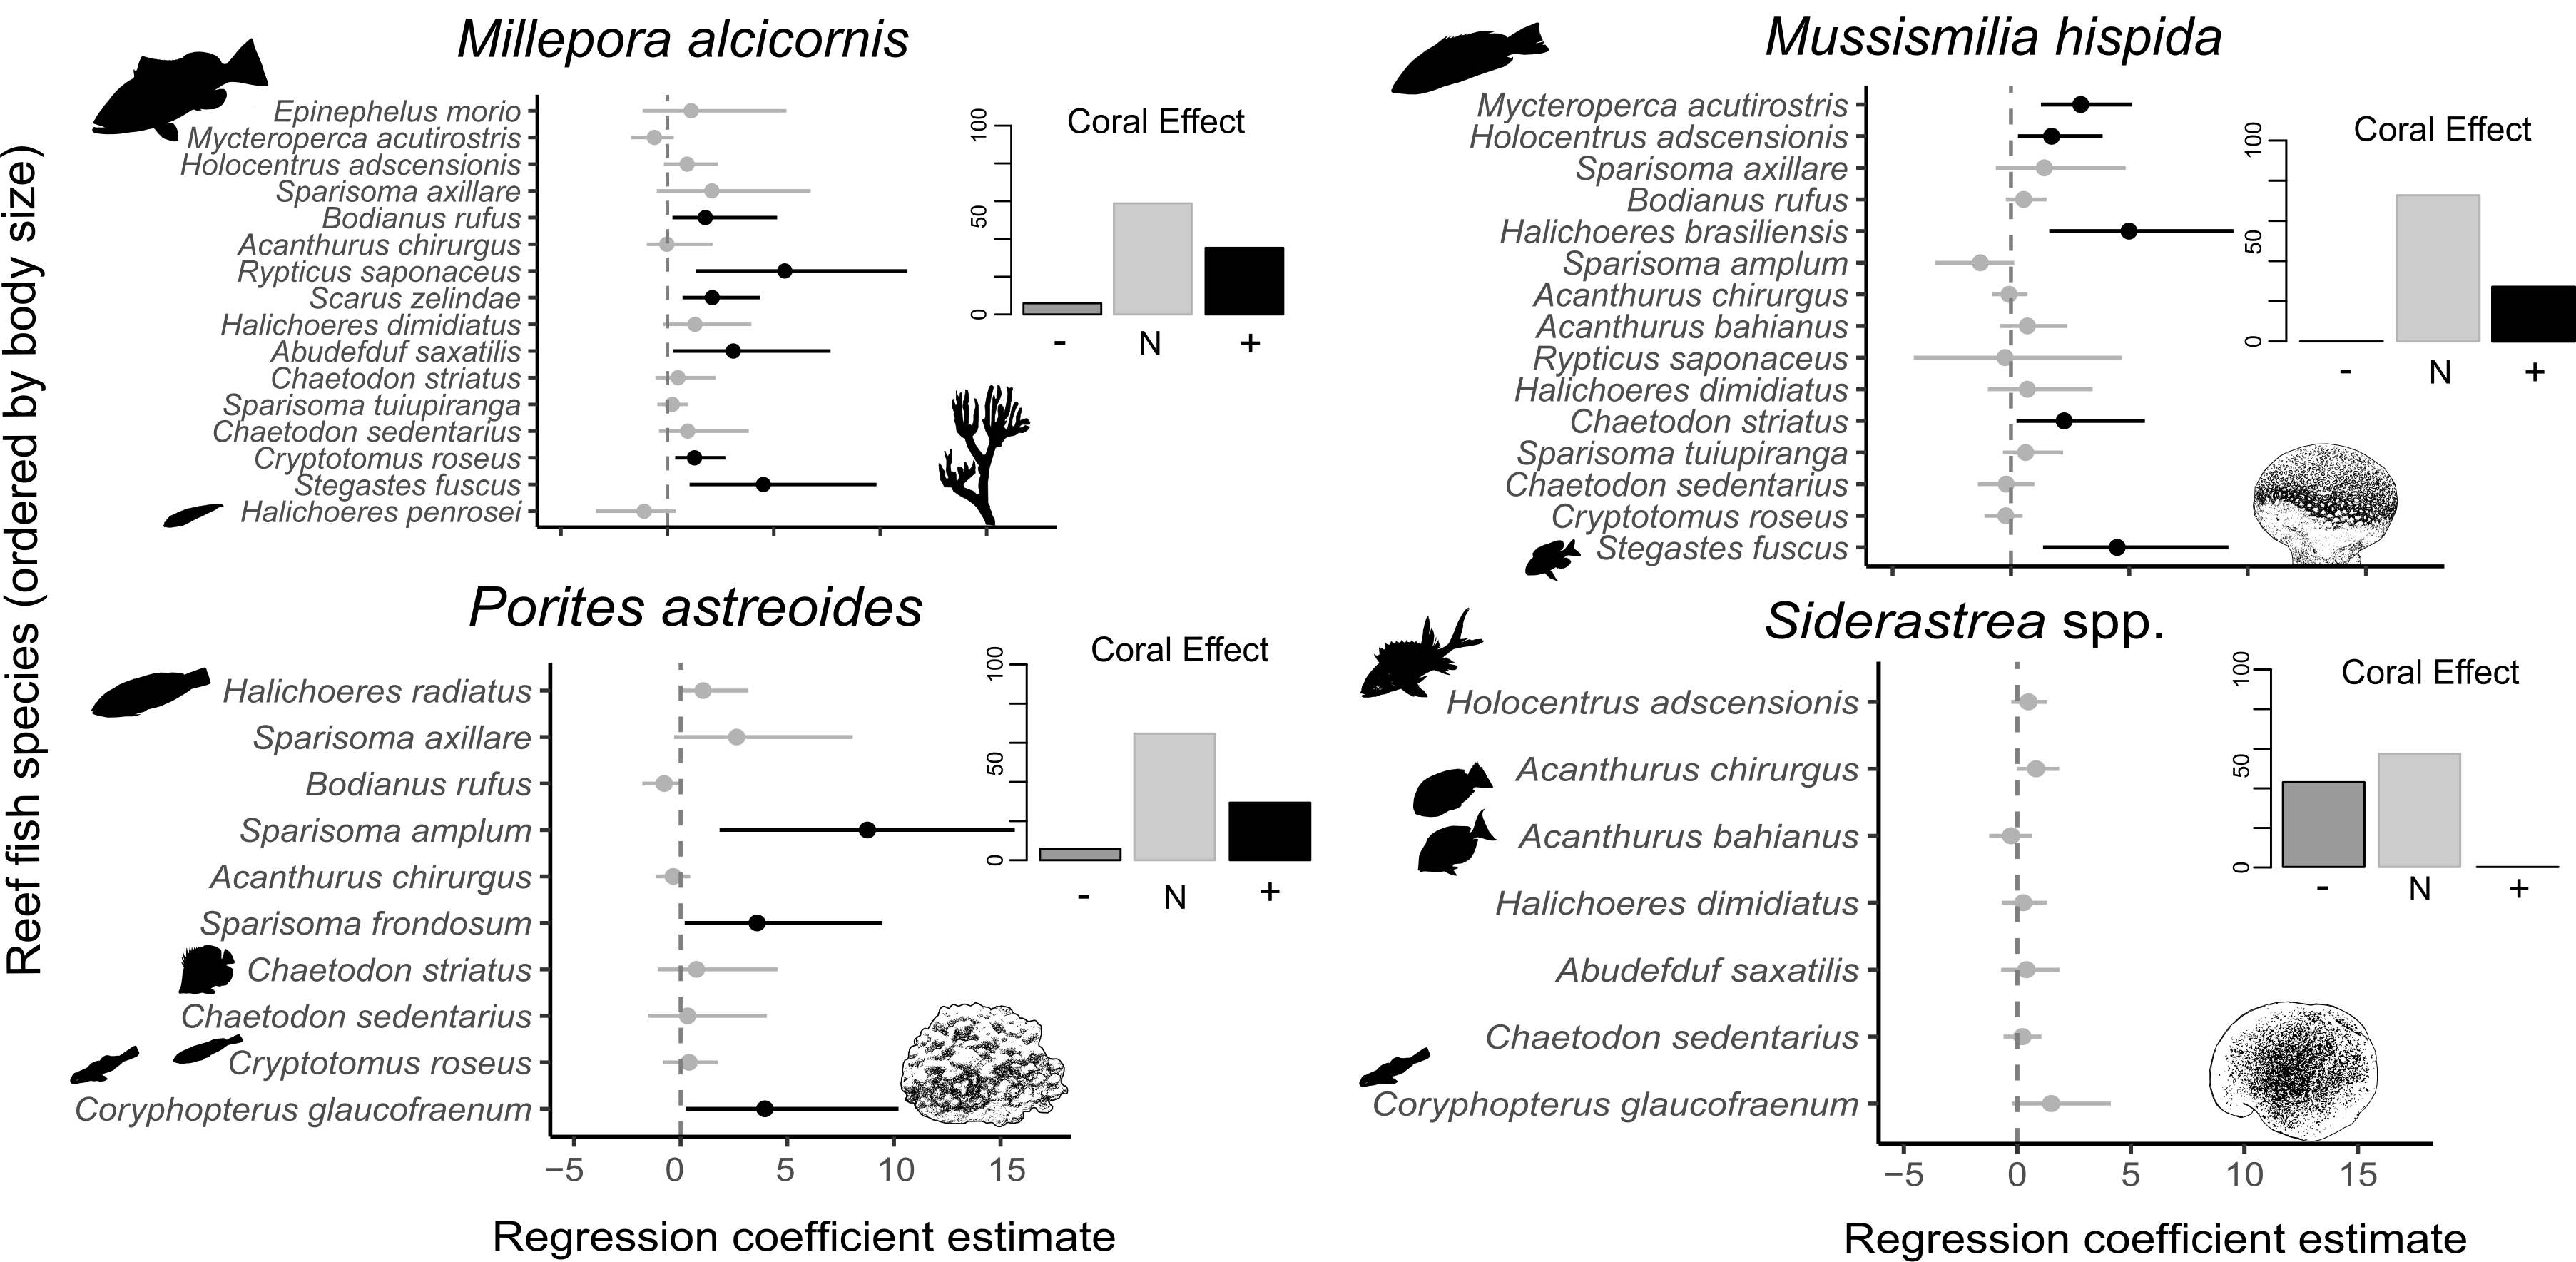 Reef fish species (ordered by body size)
Millepora alcicornis
Epinephelus morio
Mycteroperca acutirostris
Holocentrus adscensionis
Sparisoma axillare
Bodianus rufus
Acanthurus chirurgus
Rypticus saponaceus
Scarus zelindae
Halichoeres dimidiatus
Abudefduf saxatilis
Chaetodon striatus
Sparisoma tuiupiranga
Chaetodon sedentarius
Cryptotomus roseus
Stegastes fuscus
Halichoeres penrosei
Coral Effect
100
50
0
- N +
Mussismilia hispida
Mycteroperca acutirostris
Holocentrus adscensionis
Sparisoma axillare
Bodianus rufus
Halichoeres brasiliensis
Sparisoma amplum
Acanthurus chirurgus
Acanthurus bahianus
Rypticus saponaceus
Halichoeres dimidiatus
Chaetodon striatus
Sparisoma tuiupiranga
Chaetodon sedentarius
Cryptotomus roseus
Stegastes fuscus
Coral Effect
100
50
0
- N +
Porites astreoides
Halichoeres radiatus
Sparisoma axillare
Bodianus rufus
Sparisoma amplum
Acanthurus chirurgus
Sparisoma frondosum
Chaetodon striatus
Chaetodon sedentarius
Cryptotomus roseus
Coryphopterus glaucofraenum
Coral Effect
100
50
0
- N +
−5 0 5 10 15
Regression coefficient estimate
Siderastrea spp.
Holocentrus adscensionis
Acanthurus chirurgus
Acanthurus bahianus
Halichoeres dimidiatus
Abudefduf saxatilis
Chaetodon sedentarius
Coryphopterus glaucofraenum
Coral Effect
100
50
0
- N +
−5 0 5 10 15
Regression coefficient estimate